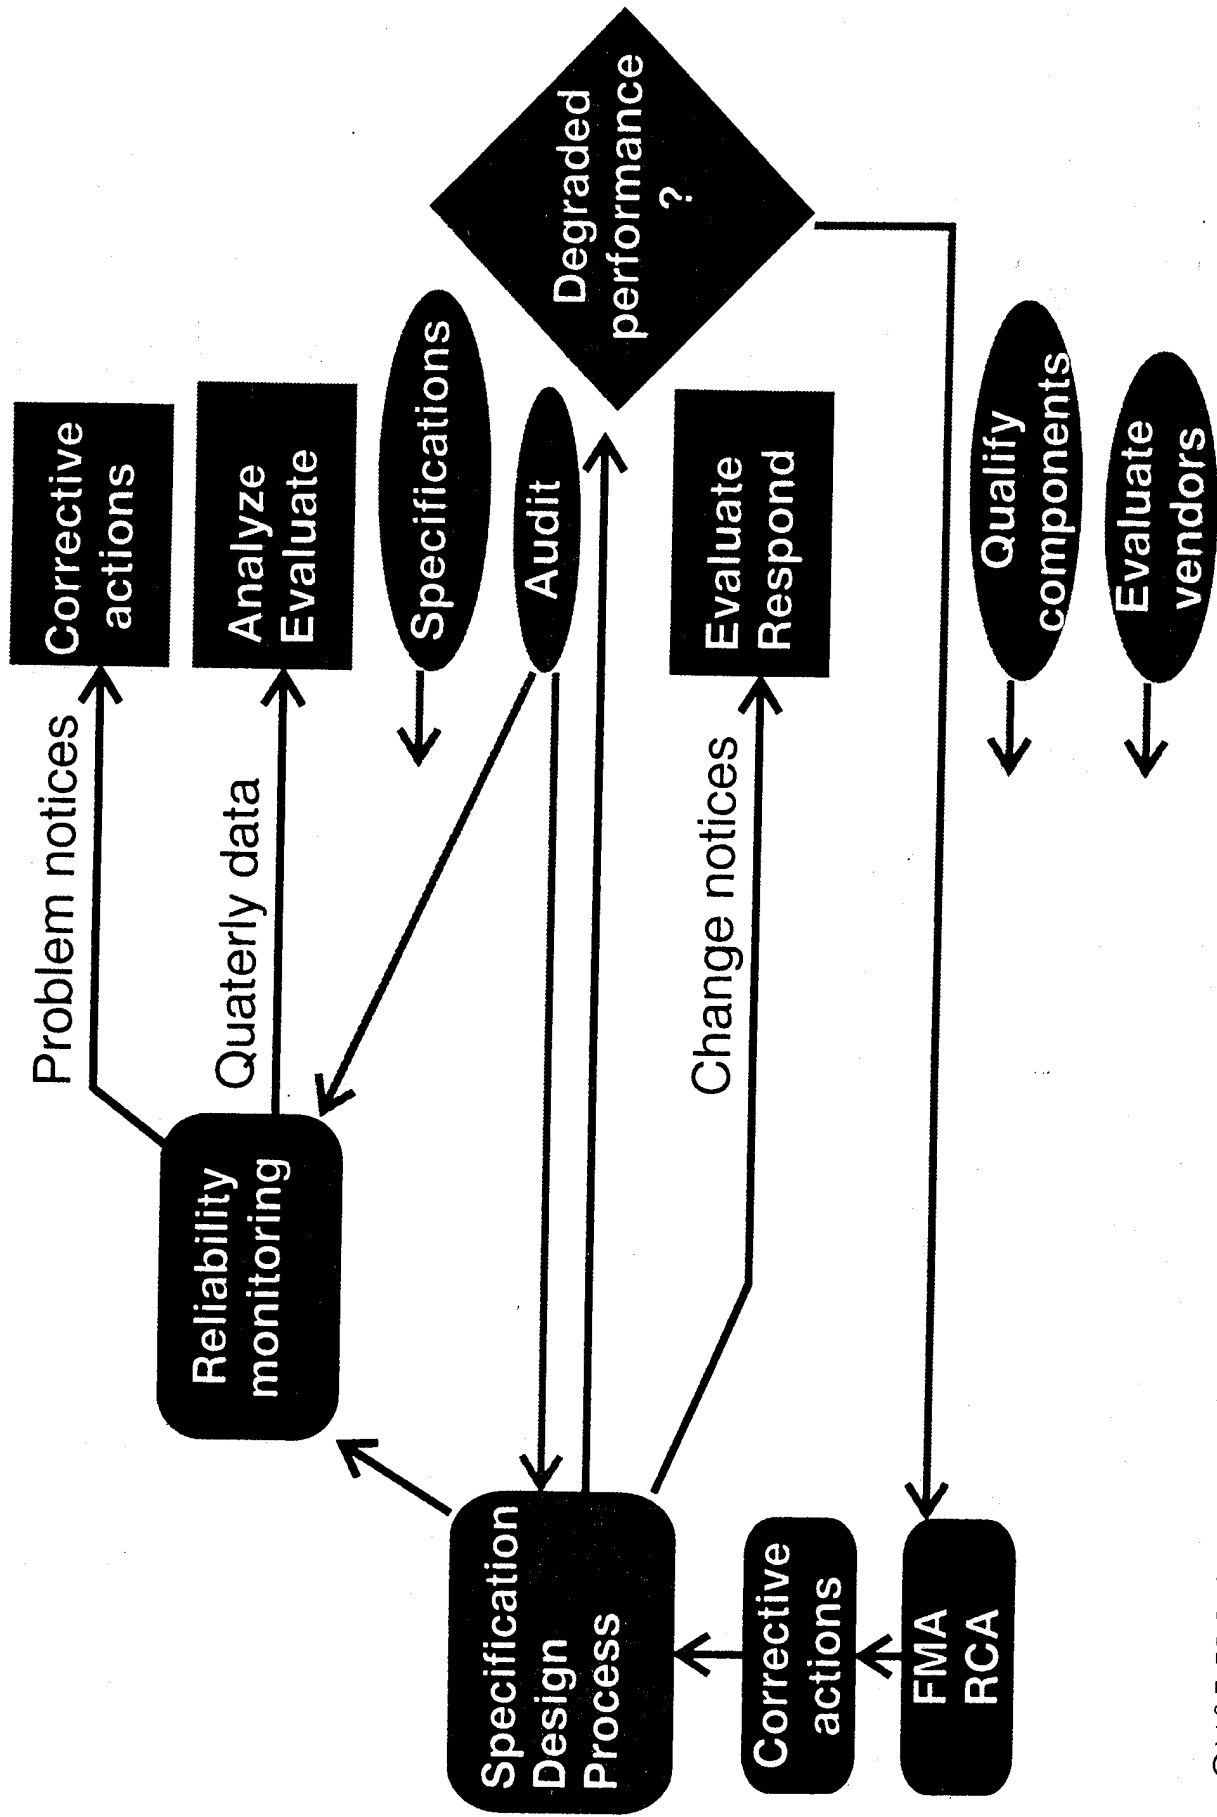 Problem notices
Corrective
actions
Reliability
monitoring
Quaterly data
Analyze
Evaluate
Specifications
Audit
Specification
Design
Process
Degraded
performance
?
Change notices
Evaluate
Respond
Corrective
actions
FMA
RCA
Qualify
components
Evaluate
vendors